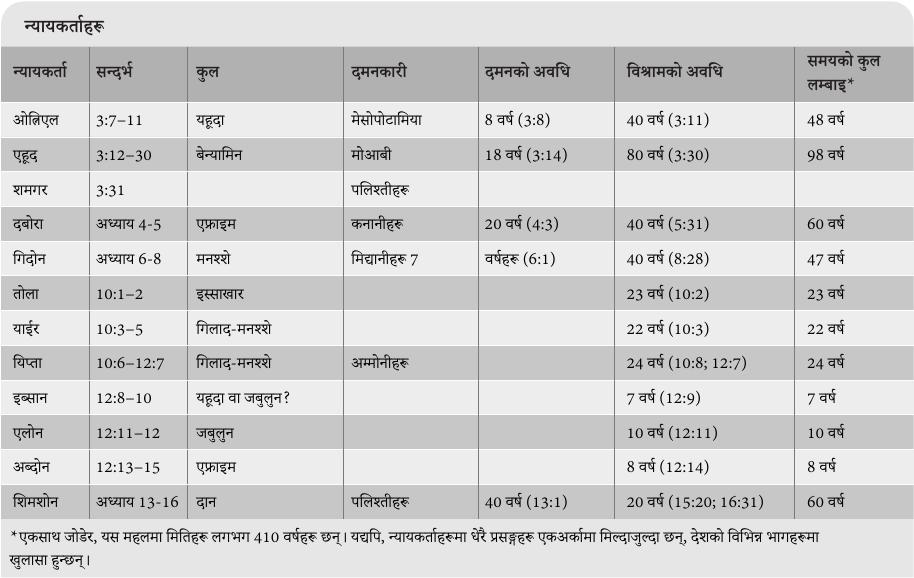 न्यायकर्ताहरू
न्यायकर्ता सन्दर्भ कुल दमनकारी दमनको अवधि विश्रामको अवधि समयको कुल लम्बाइ*
ओत्निएल 3:7–11 यहूदा मेसोपोटामिया 8 वर्ष (3:8) 40 वर्ष (3:11) 48 वर्ष
एहूद 3:12–30 बेन्यामिन मोआबी 18 वर्ष (3:14) 80 वर्ष (3:30) 98 वर्ष
शमगर 3:31 पलिश्तीहरू
दबोरा अध्याय 4-5 एफ्राइम कनानीहरू 20 वर्ष (4:3) 40 वर्ष (5:31) 60 वर्ष
गिदोन अध्याय 6-8 मनश्शे मिद्यानीहरू 7 वर्षहरू (6:1) 40 वर्ष (8:28) 47 वर्ष
तोला 10:1–2 इस्साखार 23 वर्ष (10:2) 23 वर्ष
याईर 10:3–5 गिलाद-मनश्शे 22 वर्ष (10:3) 22 वर्ष
यिप्ता 10:6–12:7 गिलाद-मनश्शे अम्मोनीहरू 24 वर्ष (10:8; 12:7) 24 वर्ष
इब्सान 12:8–10 यहूदा वा जबुलुन? 7 वर्ष (12:9) 7 वर्ष
एलोन 12:11–12 जबुलुन 10 वर्ष (12:11) 10 वर्ष
अब्दोन 12:13–15 एफ्राइम 8 वर्ष (12:14) 8 वर्ष
शिमशोन अध्याय 13-16 दान पलिश्तीहरू 40 वर्ष (13:1) 20 वर्ष (15:20; 16:31) 60 वर्ष
*एकसाथ जोडेर, यस महलमा मितिहरू लगभग 410 वर्षहरू छन्। यद्यपि, न्यायकर्ताहरूमा धेरै प्रसङ्गहरू एकअर्कामा मिल्दाजुल्दा छन्, देशको विभिन्न भागहरूमा
खुलासा हुन्छन्।